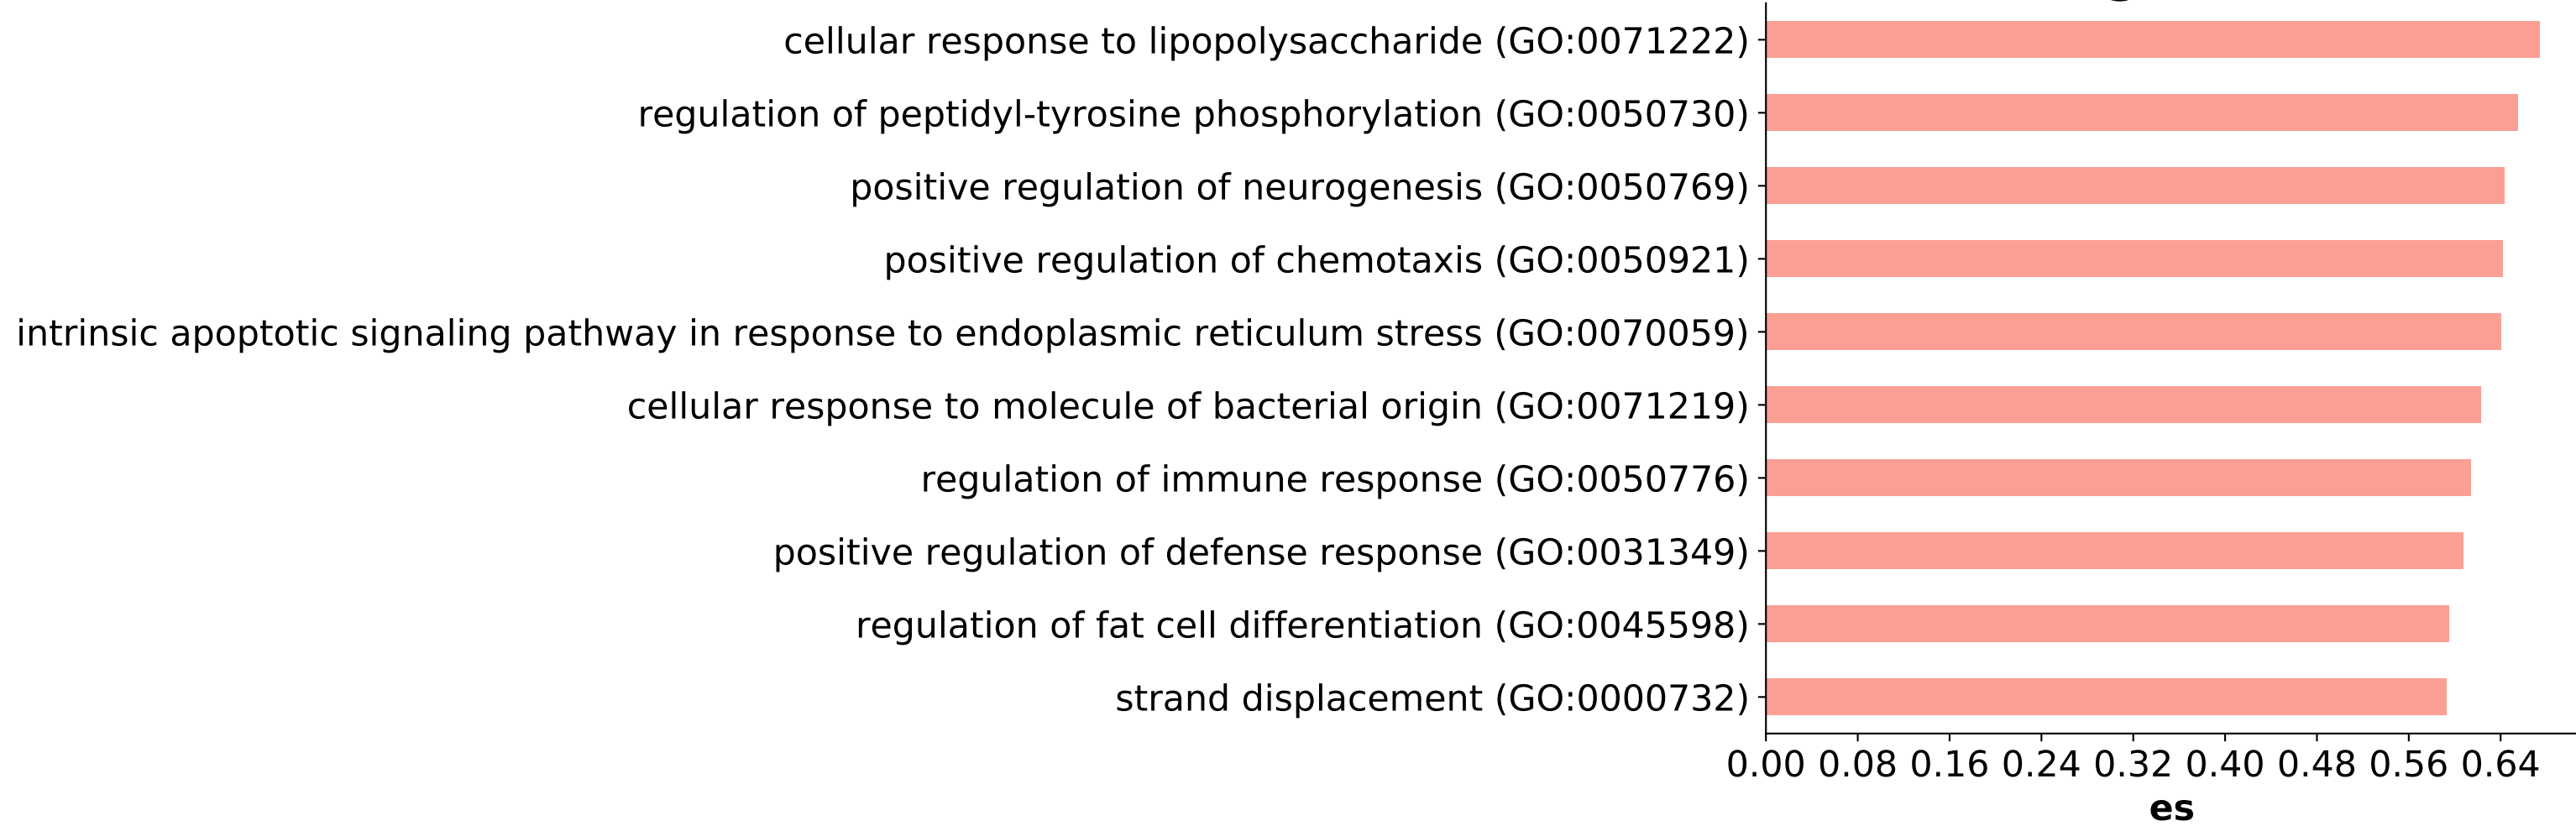 cellular response to lipopolysaccharide (GO:0071222)
regulation of peptidyl-tyrosine phosphorylation (GO:0050730)
positive regulation of neurogenesis (GO:0050769)
positive regulation of chemotaxis (GO:0050921)
intrinsic apoptotic signaling pathway in response to endoplasmic reticulum stress (GO:0070059)
cellular response to molecule of bacterial origin (GO:0071219)
regulation of immune response (GO:0050776)
positive regulation of defense response (GO:0031349)
regulation of fat cell differentiation (GO:0045598)
strand displacement (GO:0000732)
0.00 0.08 0.16 0.24 0.32 0.40 0.48 0.56 0.64
es